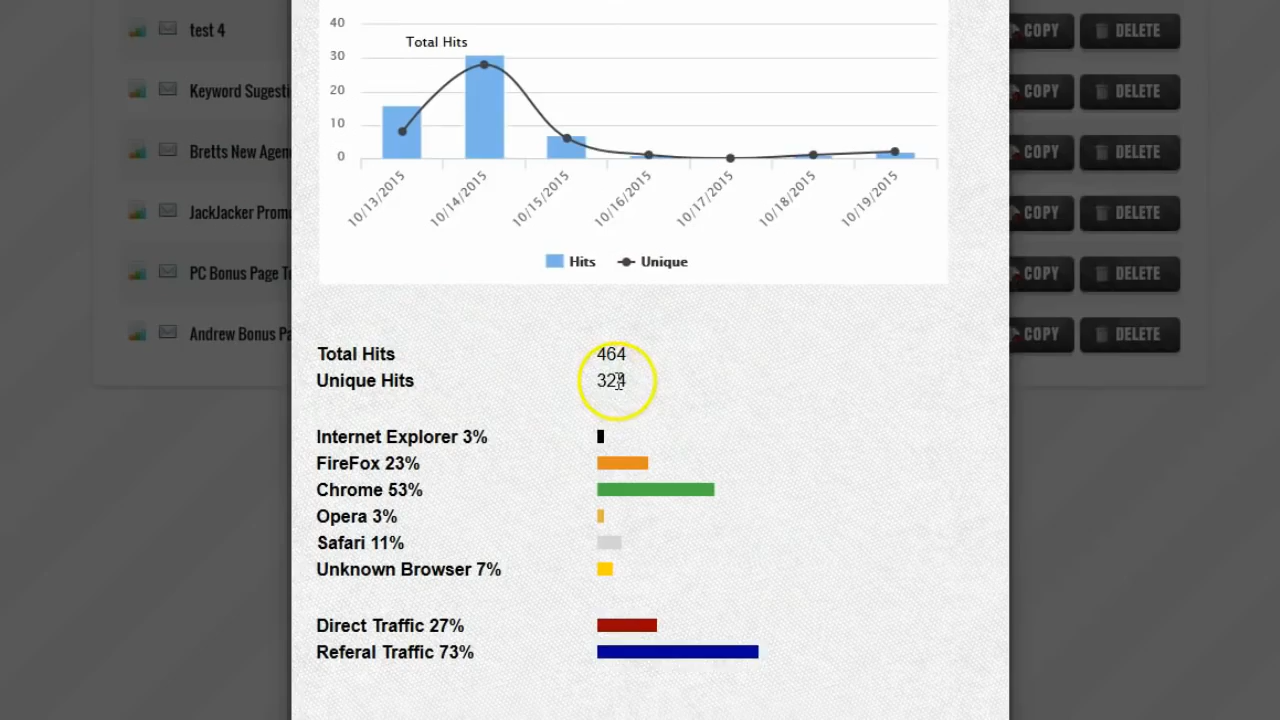 test 4
COPY
DELETE
Keyword Sugesti
COPY
DELETE
Bretts New Agen
COPY
DELETE
JackJacker Promo
COPY
DELETE
PC Bonus Page Te
COPY
DELETE
Andrew Bonus Pa
COPY
DELETE
40
30
20
10
0
Total Hits
10/13/2015
10/14/2015
10/15/2015
10/16/2015
10/17/2015
10/18/2015
10/19/2015
Hits
Unique
Total Hits 464
Unique Hits 324
Internet Explorer 3%
FireFox 23%
Chrome 53%
Opera 3%
Safari 11%
Unknown Browser 7%
Direct Traffic 27%
Referal Traffic 73%